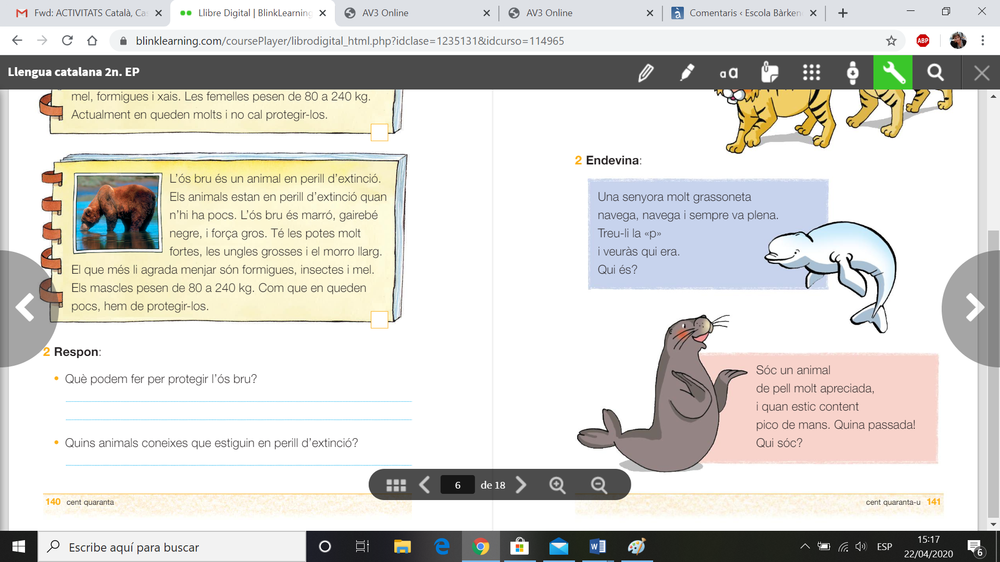 Fwd: ACTIVITATS Català, Cas
Llibre Digital | BlinkLearning
AV3 Online
AV3 Online
Comentaris ‹ Escola Bàrken
blinklearning.com/coursePlayer/librodigital_html.php?idclase=1235131&idcurso=114965
ABP
Llengua catalana 2n. EP
aa
mel, formigues i xais. Les femelles pesen de 80 a 240 kg.
Actualment en queden molts i no cal protegir-los.
L'ós bru és un animal en perill d'extinció.
Els animals estan en perill d'extinció quan
n'hi ha pocs. L'ós bru és marró, gairebé
negre, i força gros. Té les potes molt
fortes, les ungles grosses i el morro llarg.
El que més li agrada menjar són formigues, insectes i mel.
Els mascles pesen de 80 a 240 kg. Com que en queden
pocs, hem de protegir-los.
2 Respon:
• Què podem fer per protegir l'ós bru?
• Quins animals coneixes que estiguin en perill d'extinció?
140 cent quaranta
2 Endevina:
Una senyora molt grassoneta
navega, navega i sempre va plena.
Treu-li la «p»
i veuràs qui era.
Qui és?
Sóc un animal
de pell molt apreciada,
i quan estic content
pico de mans. Quina passada!
Qui sóc?
cent quaranta-u 141
6 de 18
Escribe aquí para buscar
ESP
15:17
22/04/2020
6